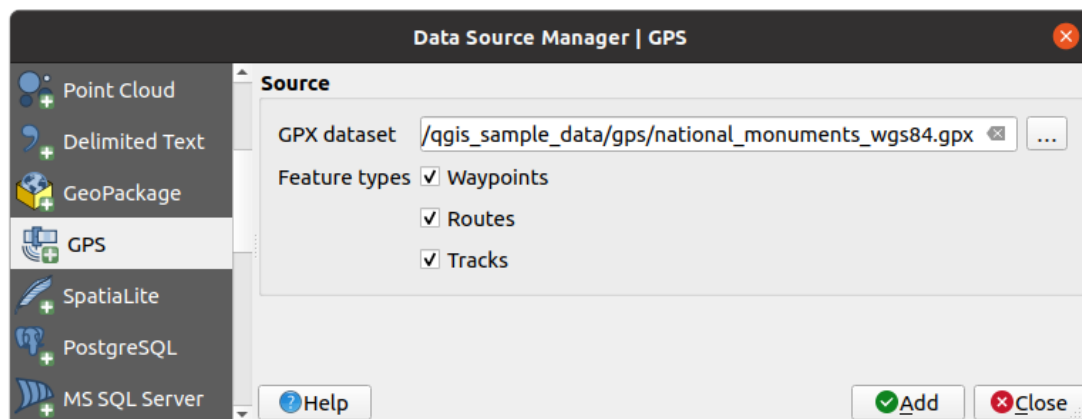 Data Source Manager | GPS
Point Cloud
Delimited Text
GeoPackage
GPS
SpatiaLite
PostgreSQL
MS SQL Server
Source
GPX dataset /qgis_sample_data/gps/national_monuments_wgs84.gpx ...
Feature types Waypoints
Routes
Tracks
Help Add Close